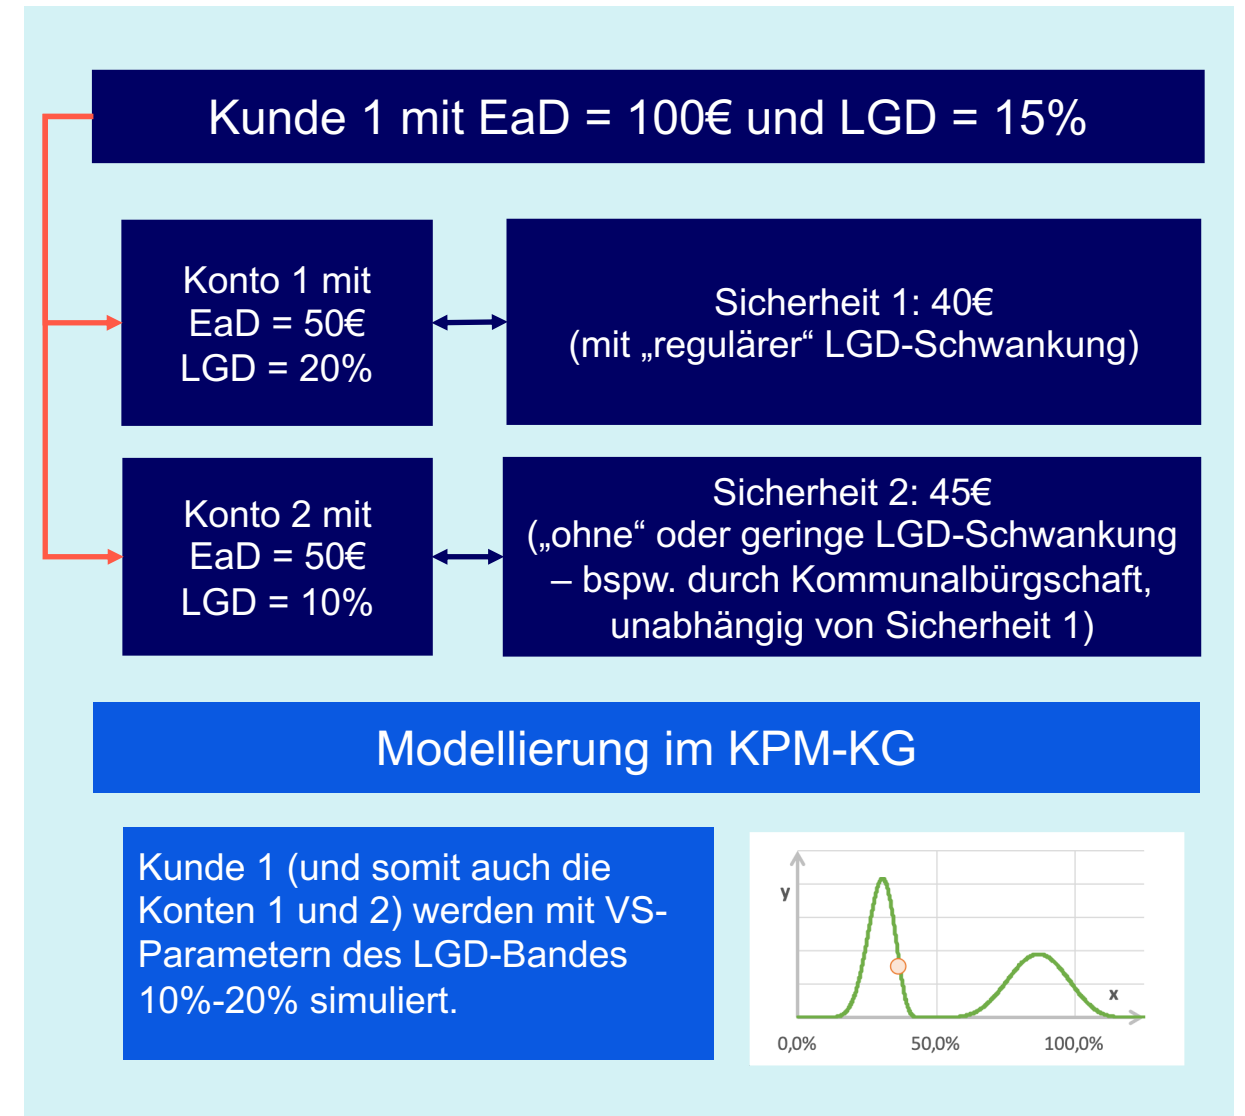 Kunde 1 mit EaD = 100€ und LGD = 15%
Konto 1 mit
EaD = 50€
LGD = 20%
Sicherheit 1: 40€
(mit „regulärer“ LGD-Schwankung)
Konto 2 mit
EaD = 50€
LGD = 10%
Sicherheit 2: 45€
(„ohne“ oder geringe LGD-Schwankung
– bspw. durch Kommunalbürgschaft,
unabhängig von Sicherheit 1)
Modellierung im KPM-KG
Kunde 1 (und somit auch die
Konten 1 und 2) werden mit VS-
Parametern des LGD-Bandes
10%-20% simuliert.
y
x
0,0%
50,0%
100,0%